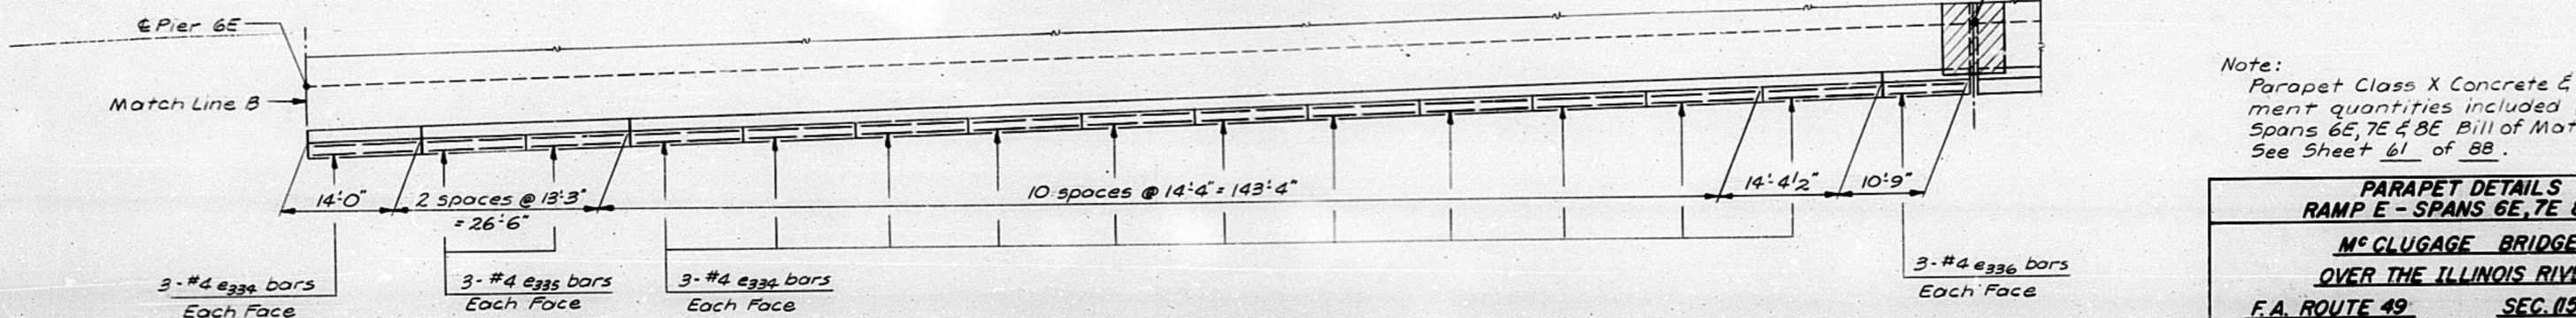 ℄ Pier 6E
Match Line B
14'-0"
2 spaces @ 13'-3"
= 26'-6"
10 spaces @ 14'-4" = 143'-4"
14'-4½"
10'-9"
3-#4 e334 bars
Each Face
3-#4 e335 bars
Each Face
3-#4 e334 bars
Each Face
3-#4 e336 bars
Each Face
Note:
Parapet Class X Concrete &
ment quantities included
Spans 6E, 7E & 8E Bill of Mat
See Sheet 61 of 88.
PARAPET DETAILS
RAMP E - SPANS 6E, 7E
Mc CLUGAGE BRIDGE
OVER THE ILLINOIS RIV
F.A. ROUTE 49 SEC. (15